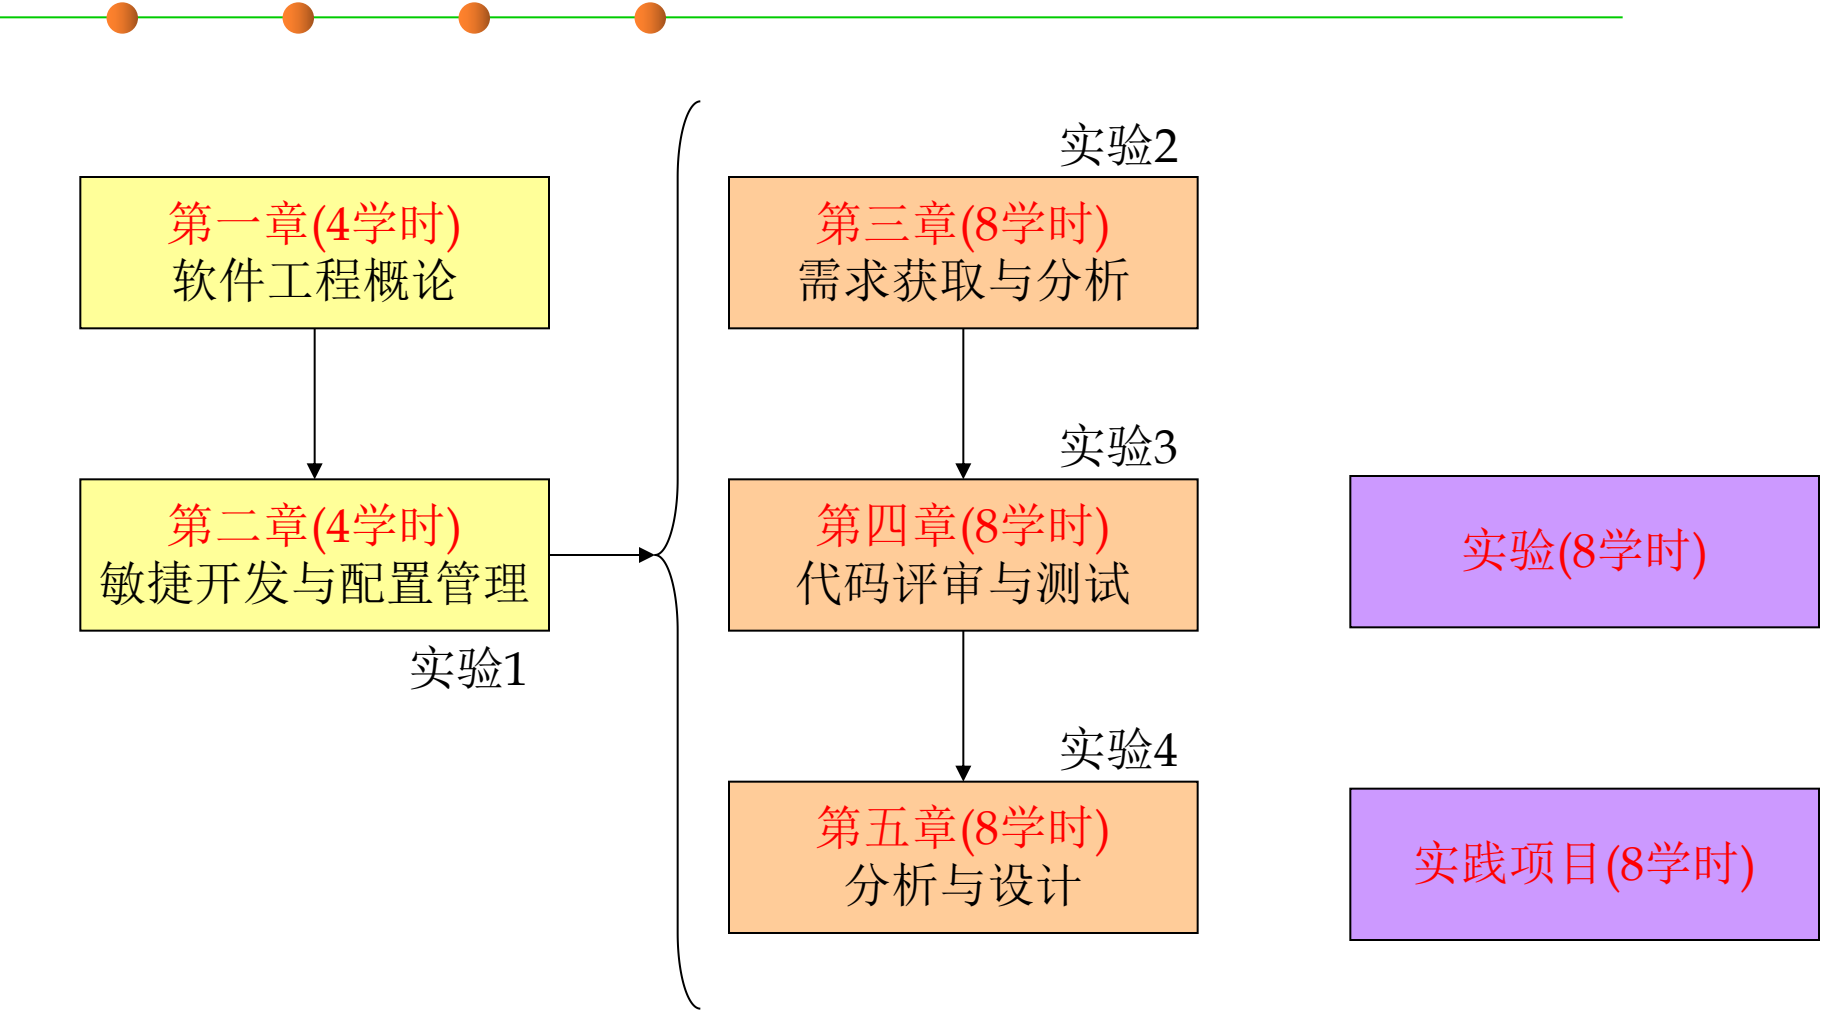 第一章(4学时)
软件工程概论
第二章(4学时)
敏捷开发与配置管理
实验1
实验2
第三章(8学时)
需求获取与分析
实验3
第四章(8学时)
代码评审与测试
实验4
第五章(8学时)
分析与设计
实验(8学时)
实践项目(8学时)